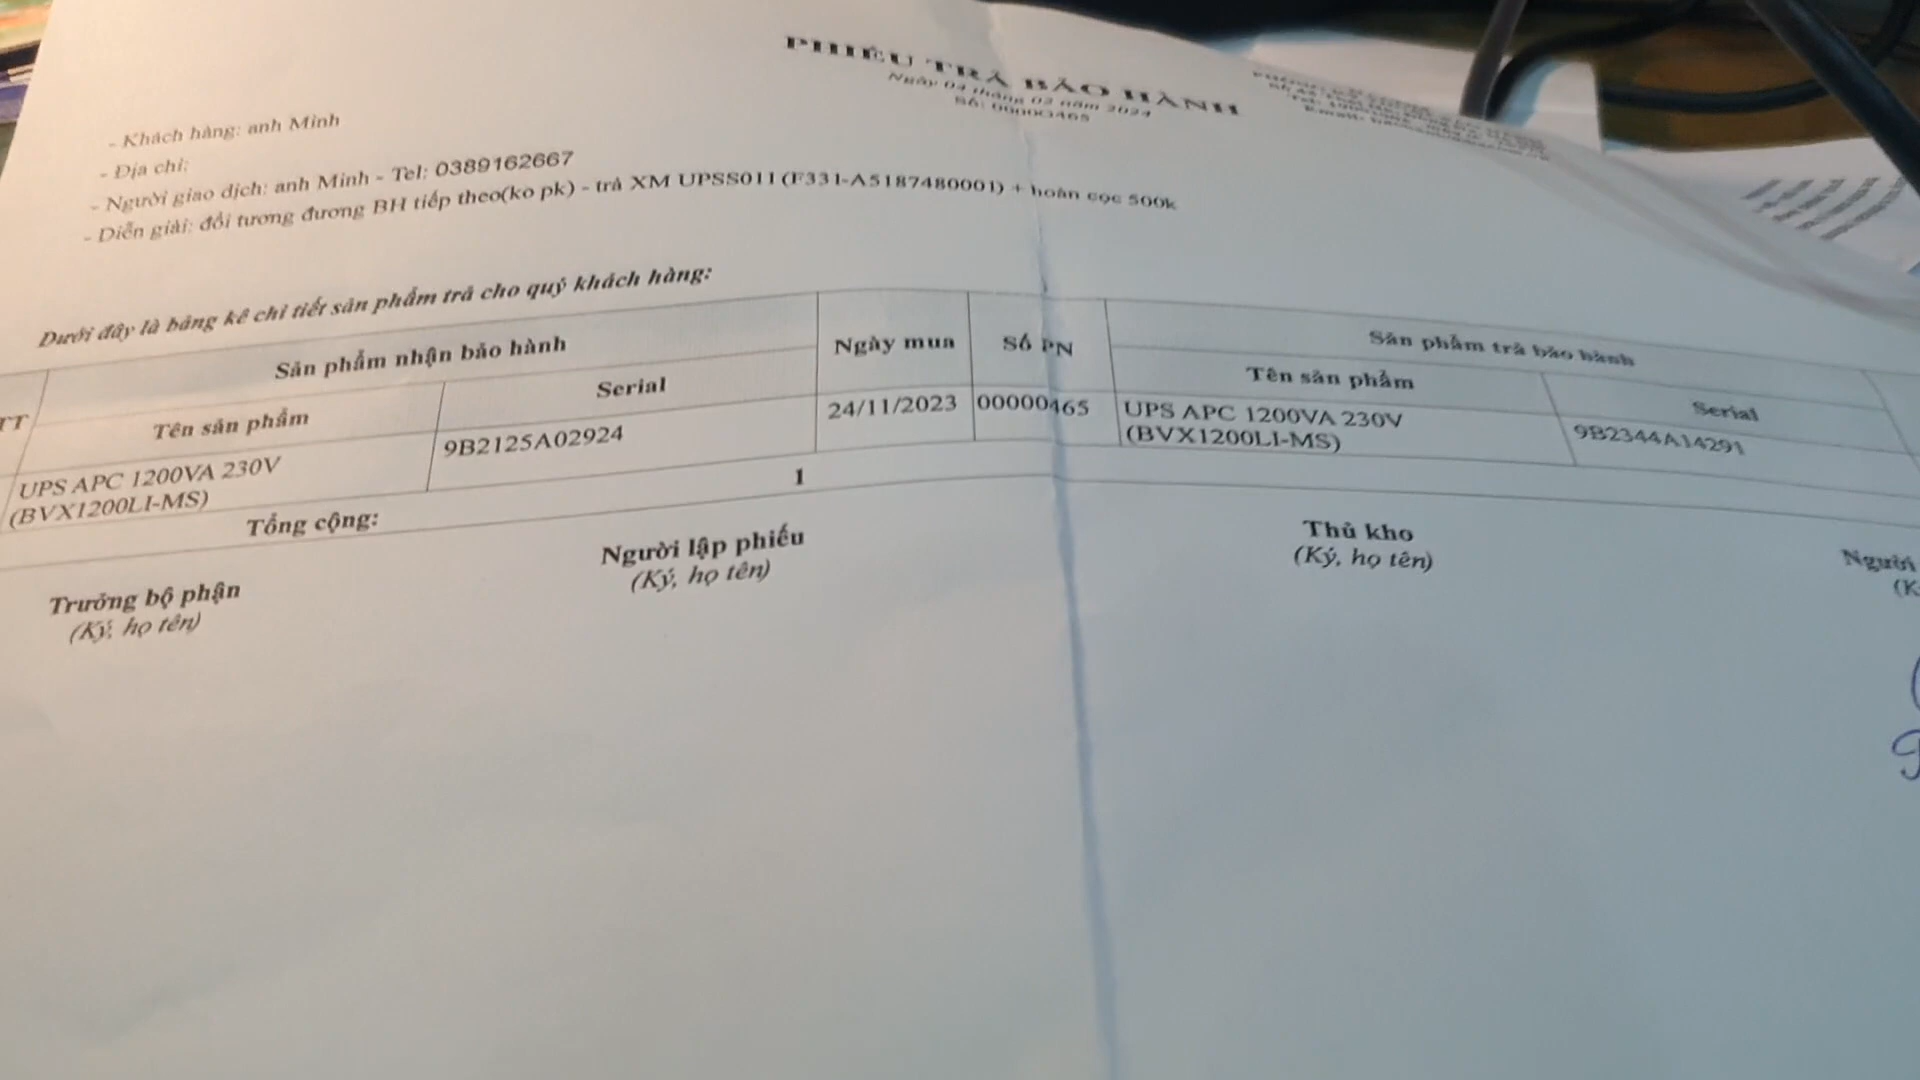 PHIẾU TRẢ BẢO HÀNH
Ngày 04 tháng 02 năm 2024
Số: 00000465
- Khách hàng: anh Minh
- Địa chỉ:
- Người giao dịch: anh Minh - Tel: 0389162667
- Diễn giải: đổi tương đương BH tiếp theo(ko pk) - trả XM UPSS011 (F331-A5187480001) + hoàn cọc 500k
Dưới đây là bảng kê chi tiết sản phẩm trả cho quý khách hàng:
TT
Sản phẩm nhận bảo hành
Ngày mua
Số PN
Sản phẩm trả bảo hành
Tên sản phẩm
Serial
Tên sản phẩm
Serial
UPS APC 1200VA 230V
(BVX1200LI-MS)
9B2125A02924
24/11/2023
00000465
UPS APC 1200VA 230V
(BVX1200LI-MS)
9B2344A14291
Tổng cộng:
1
Trưởng bộ phận
(Ký, họ tên)
Người lập phiếu
(Ký, họ tên)
Thủ kho
(Ký, họ tên)
Người
(K